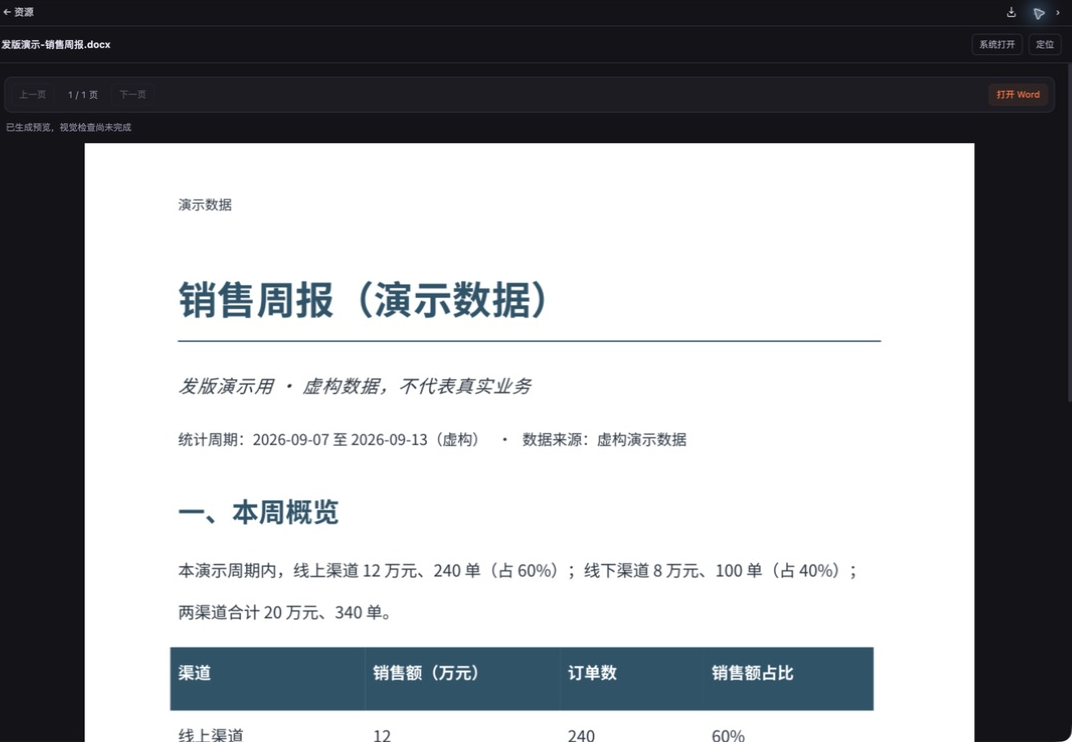 ← 资源
发版演示-销售周报.docx
系统打开 定位
上一页 1 / 1 页 下一页 打开 Word
已生成预览，视觉检查尚未完成
演示数据
销售周报（演示数据）
发版演示用 · 虚构数据，不代表真实业务
统计周期：2026-09-07 至 2026-09-13（虚构） · 数据来源：虚构演示数据
一、本周概览
本演示周期内，线上渠道 12 万元、240 单（占 60%）；线下渠道 8 万元、100 单（占 40%）；
两渠道合计 20 万元、340 单。
渠道 销售额（万元） 订单数 销售额占比
线上渠道 12 240 60%